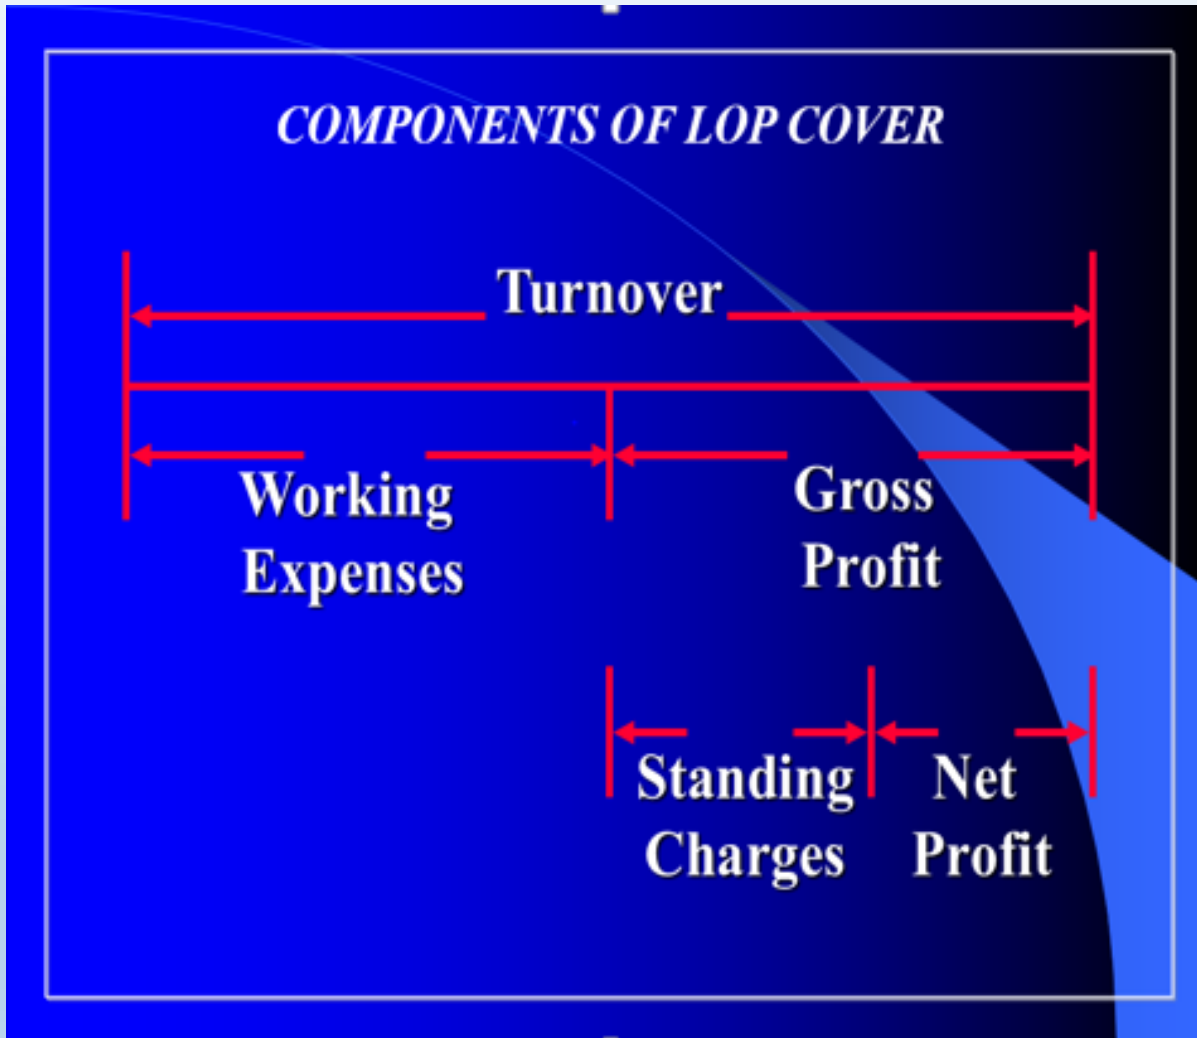 COMPONENTS OF LOP COVER
Turnover
Working
Expenses
Gross
Profit
Standing
Charges
Net
Profit